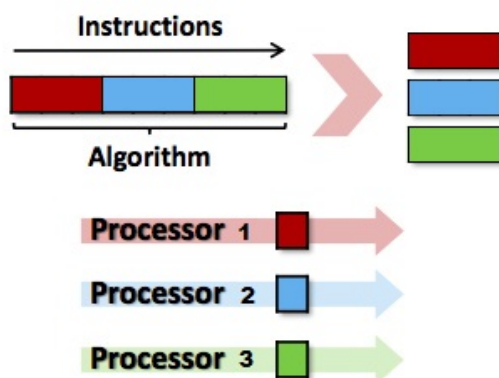 Instructions
Algorithm
Processor 1
Processor 2
Processor 3